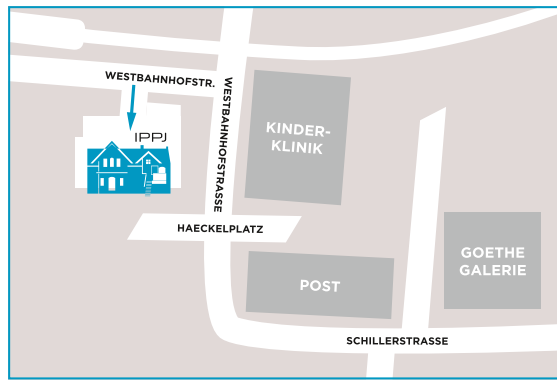 WESTBAHNHOFSTR.
WESTBAHNHOFSTRASSE
IPPJ
KINDER-
KLINIK
HAECKELPLATZ
GOETHE
GALERIE
POST
SCHILLERSTRASSE